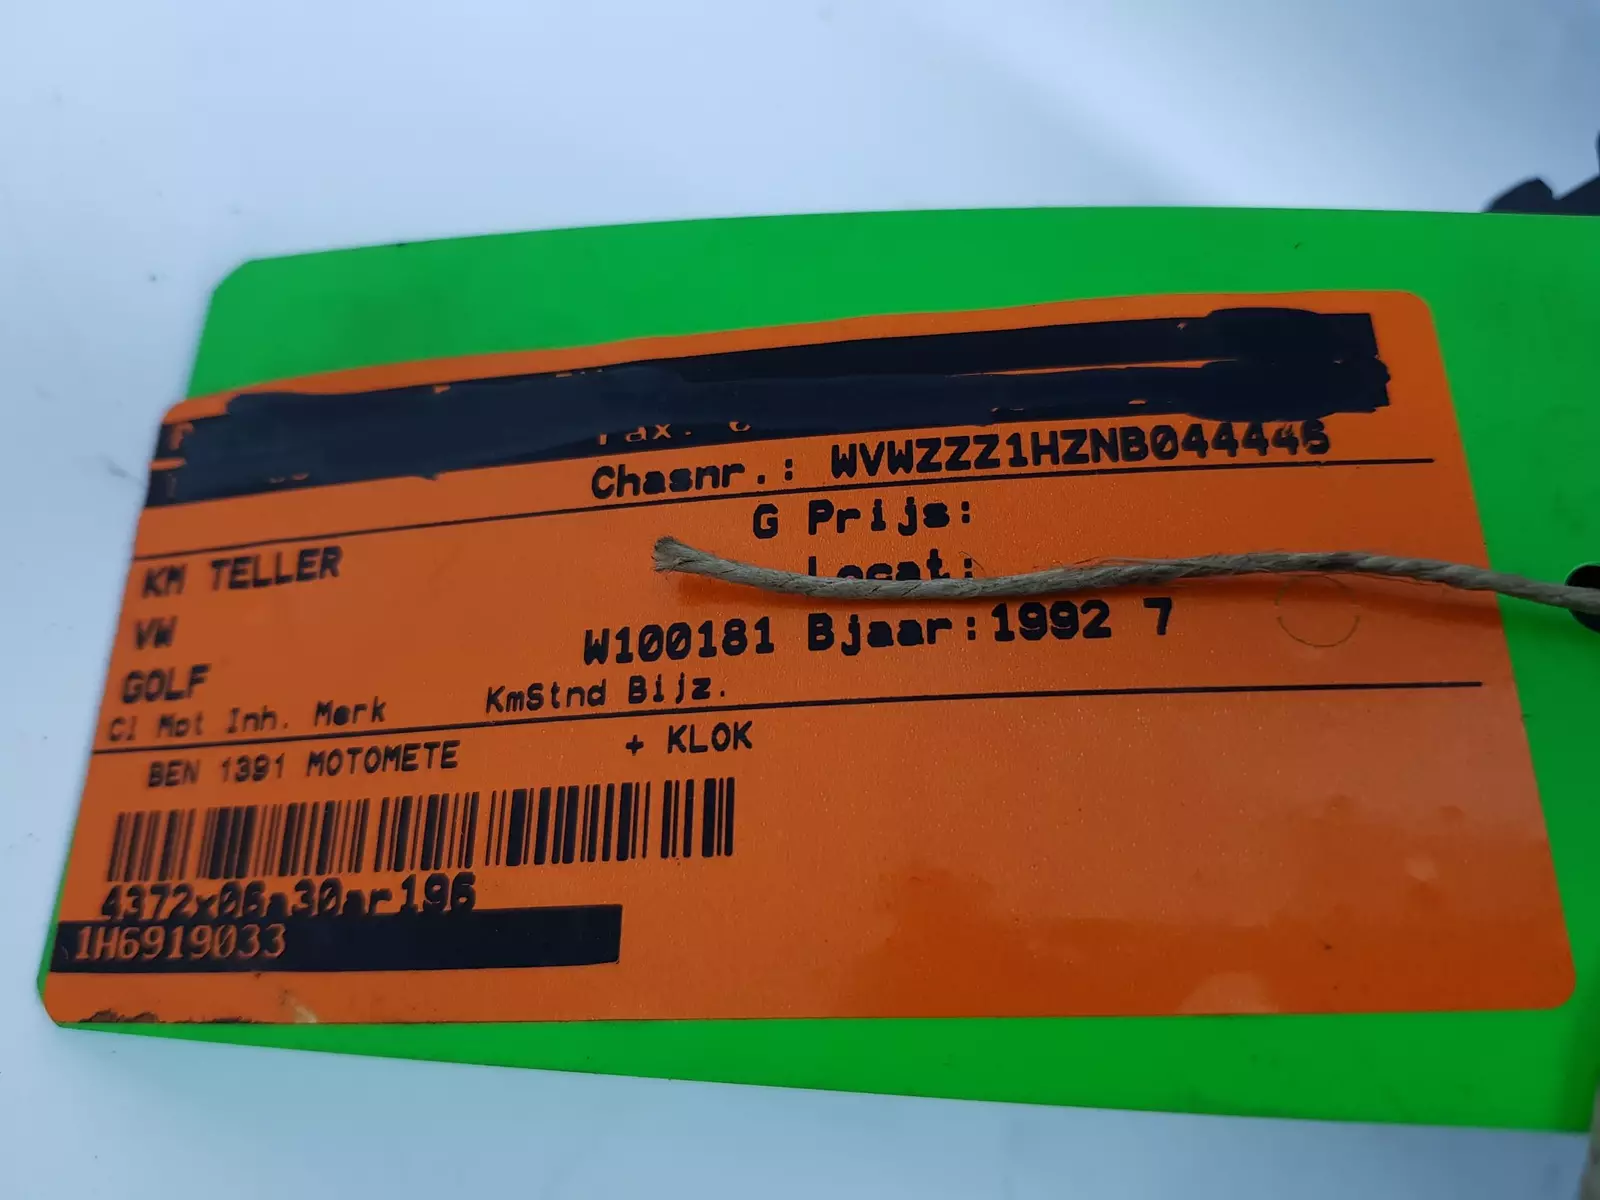 Chasnr.: WVWZZZ1HZNB044446
G Prijs:
KM TELLER
Locat:
VW
W100181 Bjaar:1992 7
GOLF
Cl Mot Inh. Merk KmStnd Bijz.
BEN 1391 MOTOMETE + KLOK
4372x06a30ar196
1H6919033